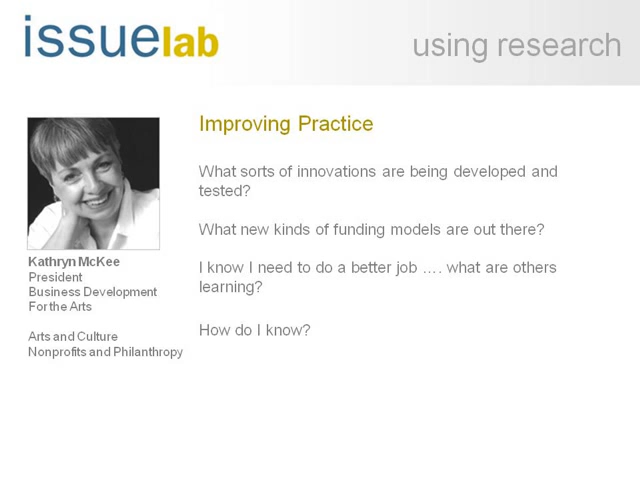 issuelab
using research
Improving Practice
What sorts of innovations are being developed and
tested?
What new kinds of funding models are out there?
I know I need to do a better job …. what are others
learning?
How do I know?
Kathryn McKee
President
Business Development
For the Arts
Arts and Culture
Nonprofits and Philanthropy